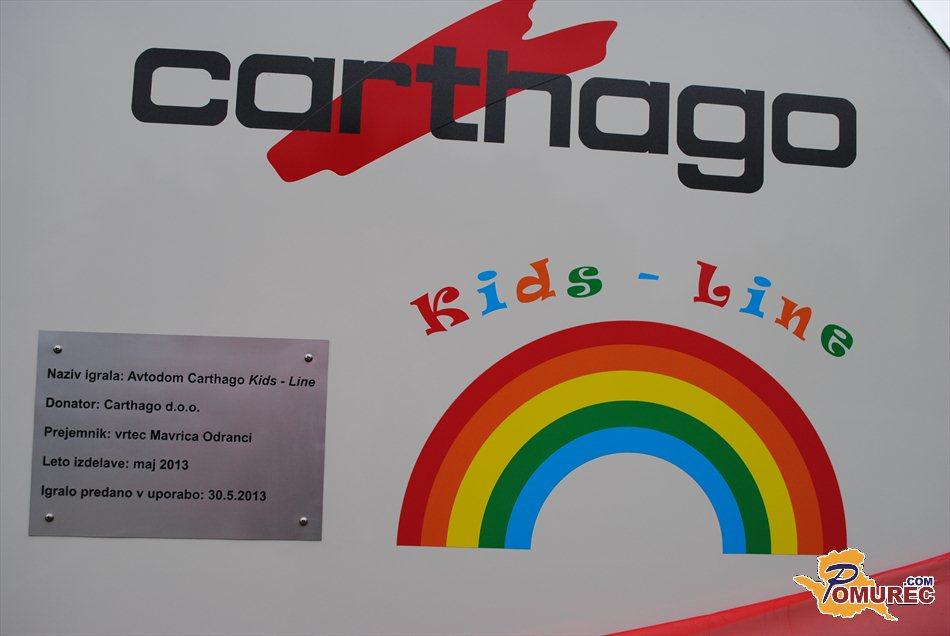 carthago
Kids - Line
Naziv igrala: Avtodom Carthago Kids - Line
Donator: Carthago d.o.o.
Prejemnik: vrtec Mavrica Odranci
Leto izdelave: maj 2013
Igralo predano v uporabo: 30.5.2013
POMUREC.COM